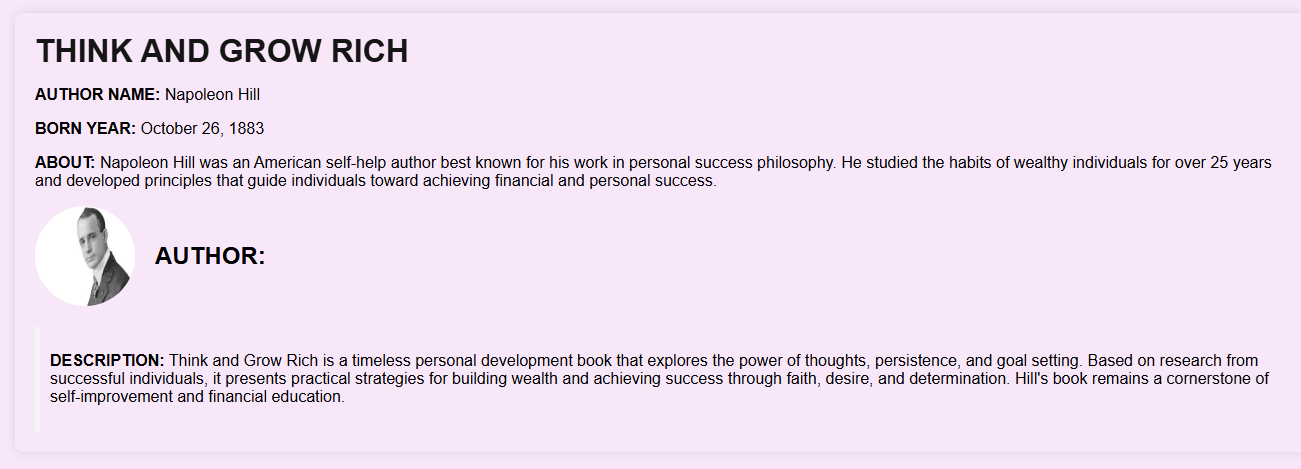 THINK AND GROW RICH
AUTHOR NAME: Napoleon Hill
BORN YEAR: October 26, 1883
ABOUT: Napoleon Hill was an American self-help author best known for his work in personal success philosophy. He studied the habits of wealthy individuals for over 25 years
and developed principles that guide individuals toward achieving financial and personal success.
AUTHOR:
DESCRIPTION: Think and Grow Rich is a timeless personal development book that explores the power of thoughts, persistence, and goal setting. Based on research from
successful individuals, it presents practical strategies for building wealth and achieving success through faith, desire, and determination. Hill's book remains a cornerstone of
self-improvement and financial education.